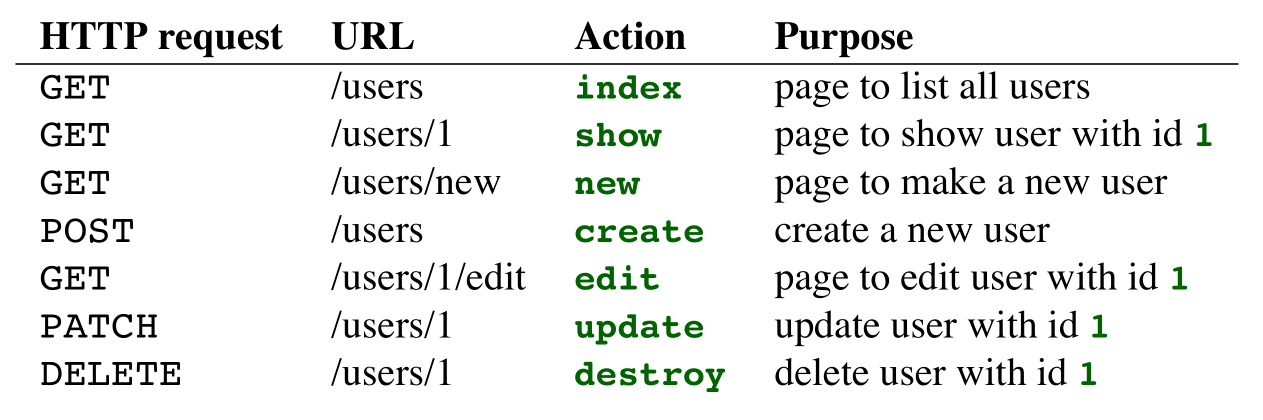 HTTP request URL Action Purpose
GET /users index page to list all users
GET /users/1 show page to show user with id 1
GET /users/new new page to make a new user
POST /users create create a new user
GET /users/1/edit edit page to edit user with id 1
PATCH /users/1 update update user with id 1
DELETE /users/1 destroy delete user with id 1